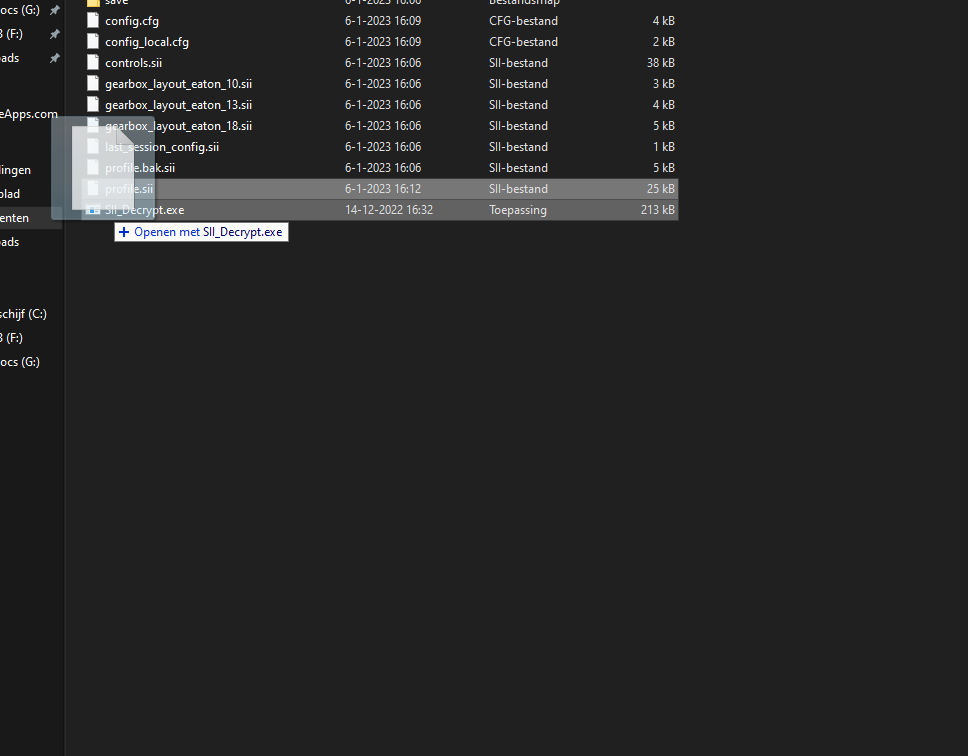 ocs (G:)
3 (F:)
ads
eApps.com
lingen
blad
enten
ads
schijf (C:)
3 (F:)
ocs (G:)
save 6-1-2023 16:06 Bestandsmap
config.cfg 6-1-2023 16:09 CFG-bestand 4 kB
config_local.cfg 6-1-2023 16:09 CFG-bestand 2 kB
controls.sii 6-1-2023 16:06 SII-bestand 38 kB
gearbox_layout_eaton_10.sii 6-1-2023 16:06 SII-bestand 3 kB
gearbox_layout_eaton_13.sii 6-1-2023 16:06 SII-bestand 4 kB
gearbox_layout_eaton_18.sii 6-1-2023 16:06 SII-bestand 5 kB
last_session_config.sii 6-1-2023 16:06 SII-bestand 1 kB
profile.bak.sii 6-1-2023 16:06 SII-bestand 5 kB
profile.sii 6-1-2023 16:12 SII-bestand 25 kB
SII_Decrypt.exe 14-12-2022 16:32 Toepassing 213 kB
+ Openen met SII_Decrypt.exe